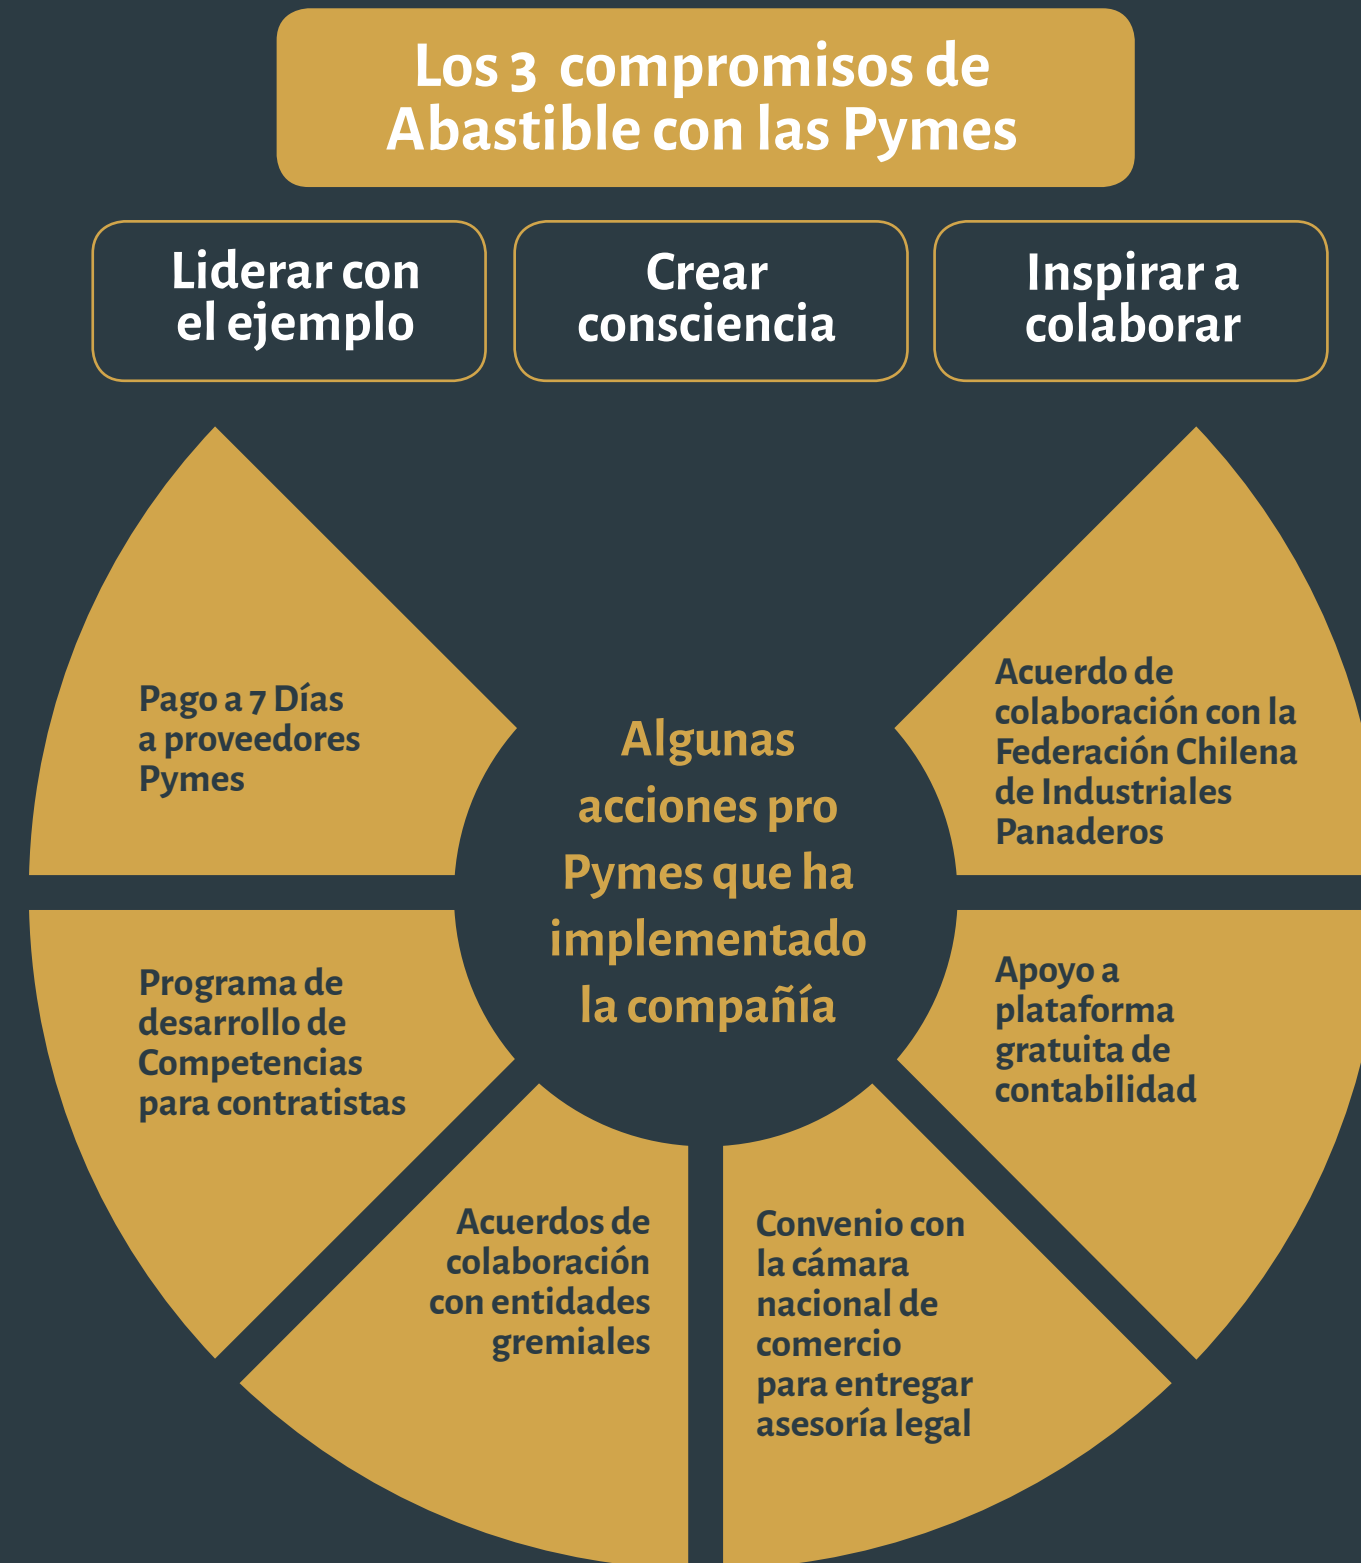 Los 3 compromisos de
Abastible con las Pymes
Liderar con
el ejemplo
Crear
consciencia
Inspirar a
colaborar
Algunas
acciones pro
Pymes que ha
implementado
la compañía
Pago a 7 Días
a proveedores
Pymes
Programa de
desarrollo de
Competencias
para contratistas
Acuerdos de
colaboración
con entidades
gremiales
Convenio con
la cámara
nacional de
comercio
para entregar
asesoría legal
Apoyo a
plataforma
gratuita de
contabilidad
Acuerdo de
colaboración con la
Federación Chilena
de Industriales
Panaderos